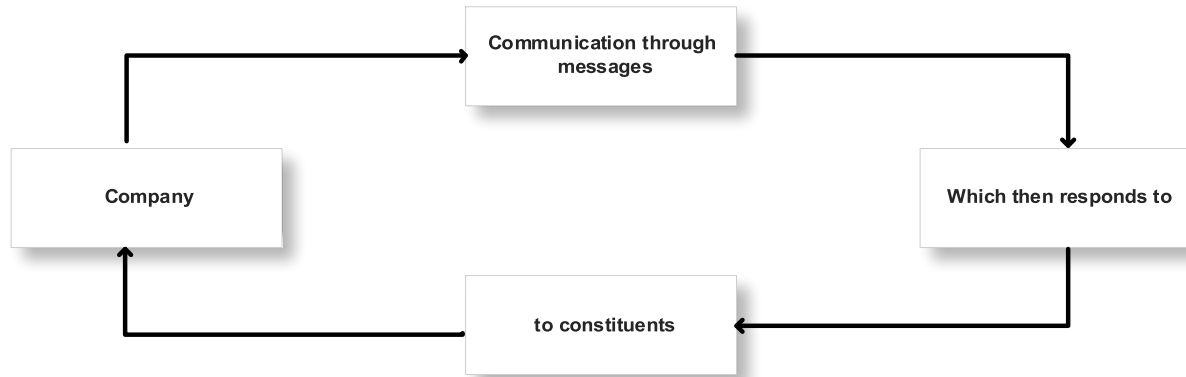 Communication through
messages
Company
Which then responds to
to constituents